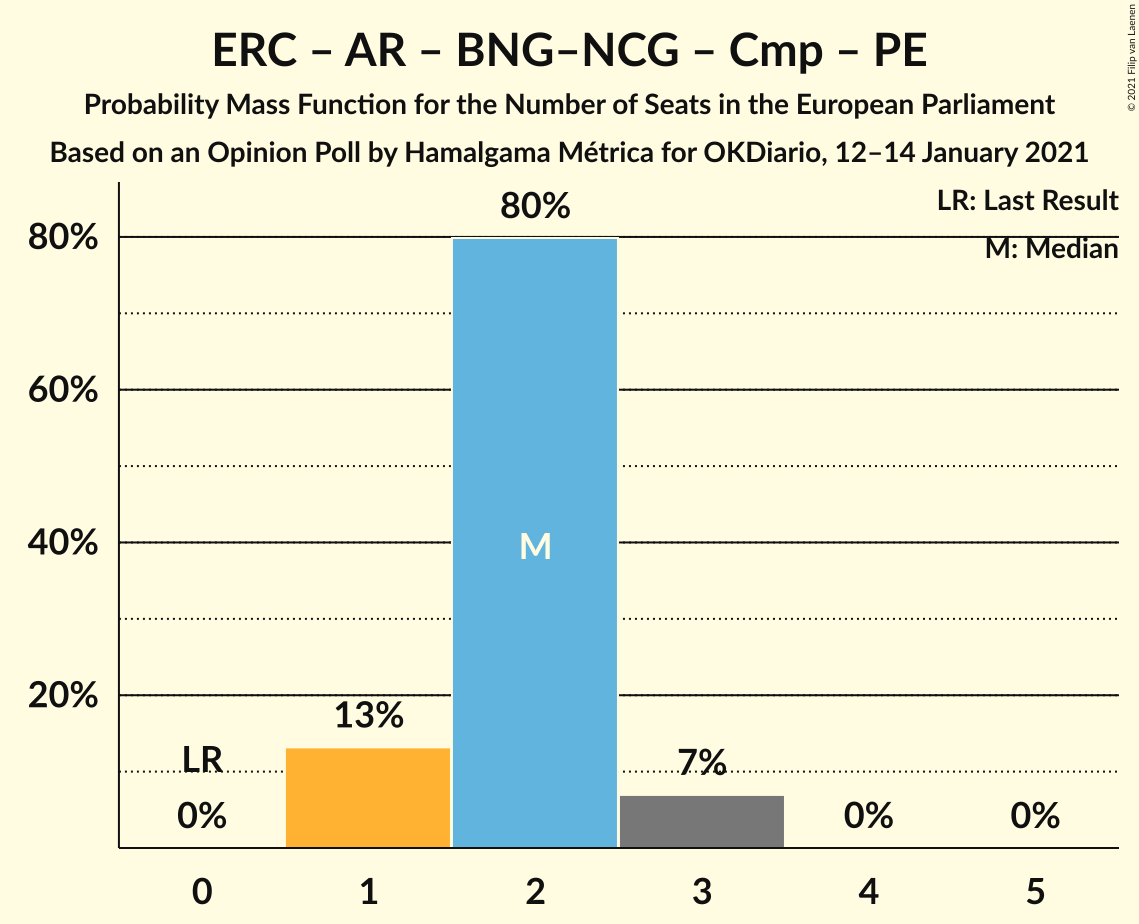 ERC – AR – BNG–NCG – Cmp – PE
Probability Mass Function for the Number of Seats in the European Parliament
Based on an Opinion Poll by Hamalgama Métrica for OKDiario, 12–14 January 2021
© 2021 Filip van Laenen
LR: Last Result
M: Median
80%
80%
60%
40%
20%
M
13%
LR
7%
0%
0%
0%
0 1 2 3 4 5